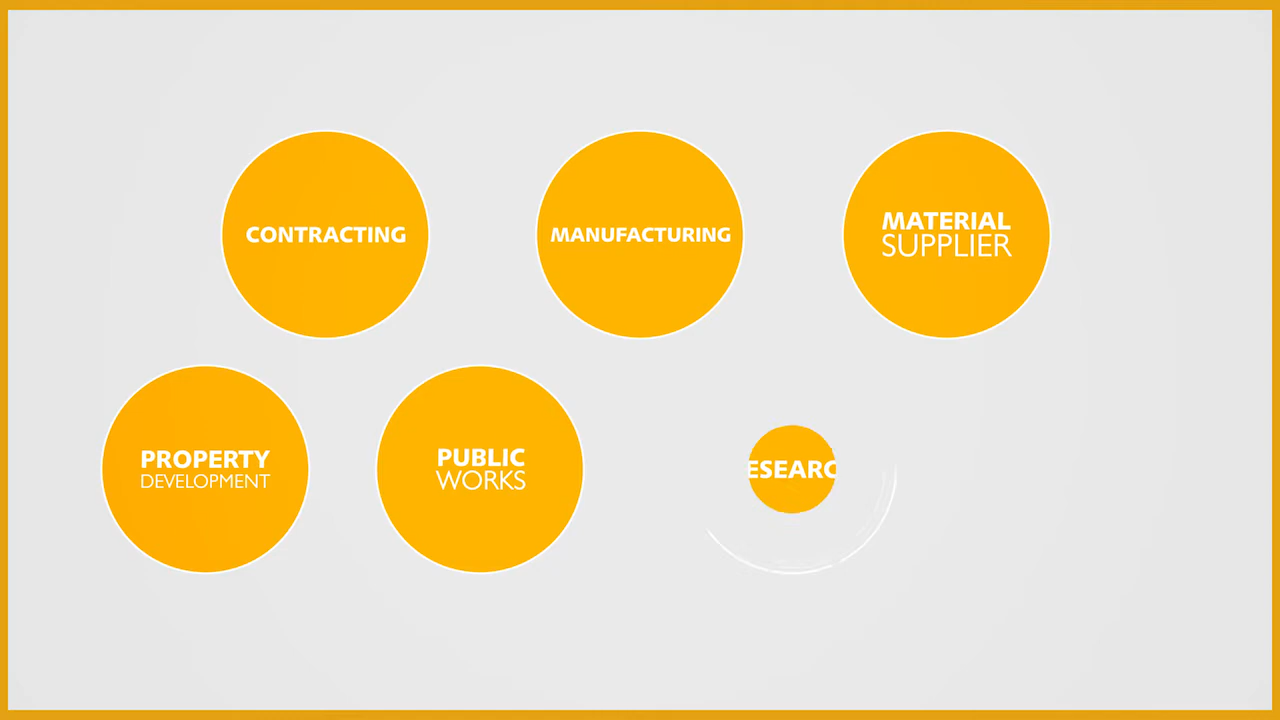 CONTRACTING
MANUFACTURING
MATERIAL
SUPPLIER
PROPERTY
DEVELOPMENT
PUBLIC
WORKS
ESEARC